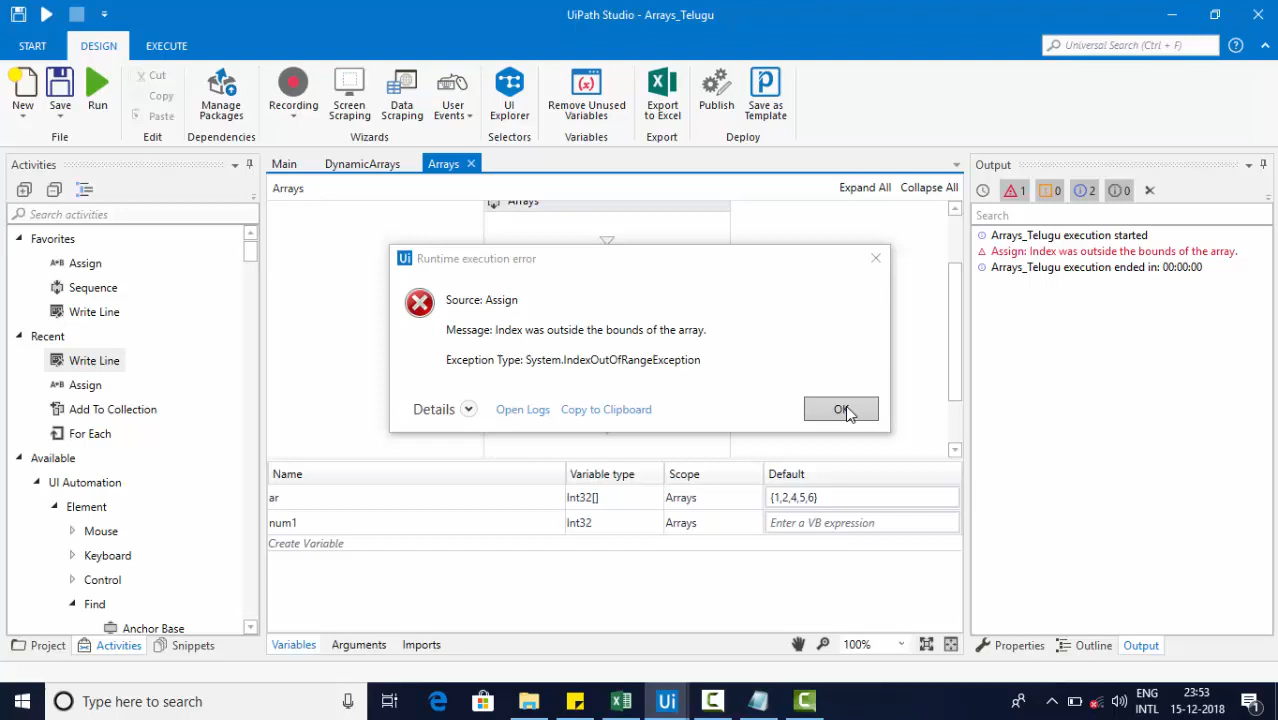 UiPath Studio - Arrays_Telugu
START DESIGN EXECUTE
Universal Search (Ctrl + F)
New Save Run
Cut
Copy
Paste
Manage Packages
Recording
Screen Scraping
Data Scraping
User Events
UI Explorer
Remove Unused Variables
Export to Excel
Publish
Save as Template
File Edit Dependencies Wizards Selectors Variables Export Deploy
Activities
Search activities
Favorites
Assign
Sequence
Write Line
Recent
Write Line
Assign
Add To Collection
For Each
Available
UI Automation
Element
Mouse
Keyboard
Control
Find
Anchor Base
Project Activities Snippets
Main DynamicArrays Arrays
Arrays Expand All Collapse All
Arrays
Ui Runtime execution error
Source: Assign
Message: Index was outside the bounds of the array.
Exception Type: System.IndexOutOfRangeException
Details Open Logs Copy to Clipboard OK
Name Variable type Scope Default
ar Int32[] Arrays {1,2,4,5,6}
num1 Int32 Arrays Enter a VB expression
Create Variable
Variables Arguments Imports 100%
Output
1 0 2 0
Search
Arrays_Telugu execution started
Assign: Index was outside the bounds of the array.
Arrays_Telugu execution ended in: 00:00:00
Properties Outline Output
Type here to search
Ui
ENG
INTL
23:53
15-12-2018
1